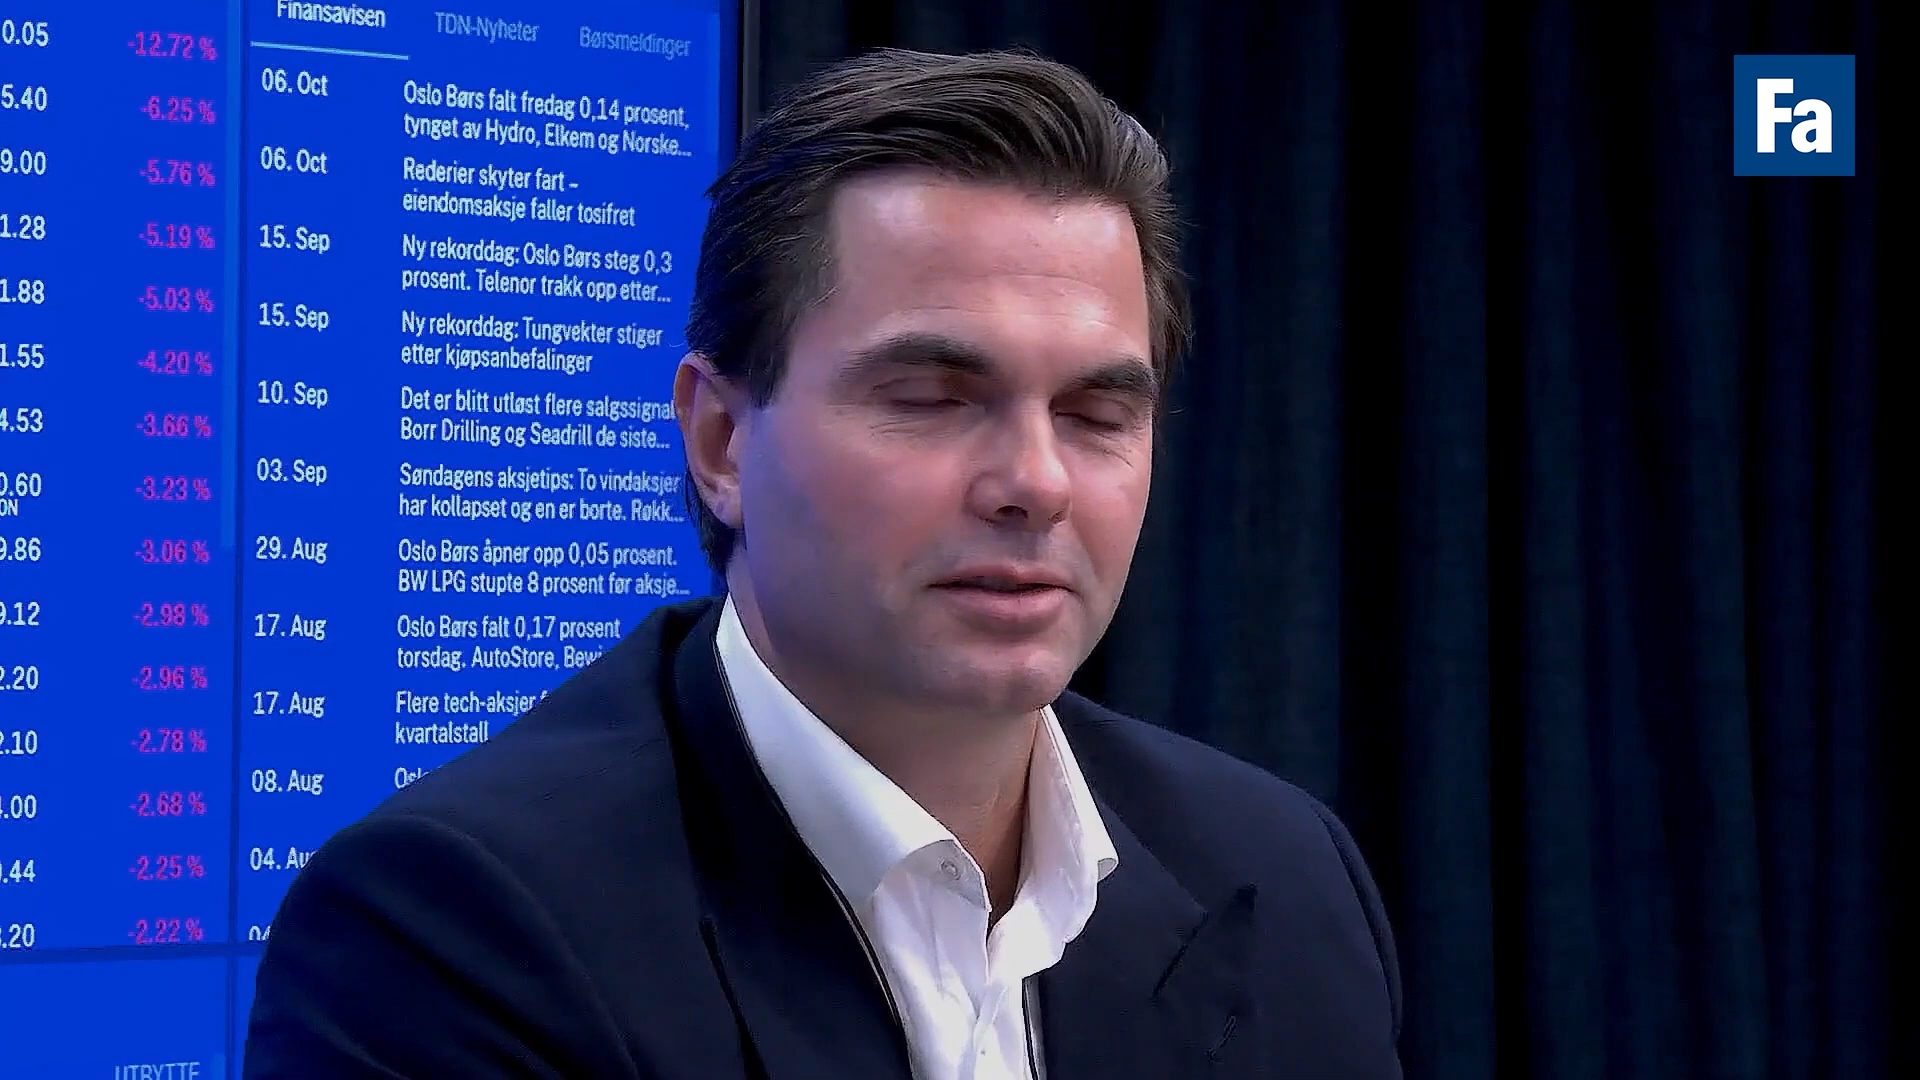 0.05 -12.72 %
5.40 -6.25 %
9.00 -5.76 %
1.28 -5.19 %
1.88 -5.03 %
1.55 -4.20 %
4.53 -3.66 %
0.60 -3.23 %
ON
9.86 -3.06 %
9.12 -2.98 %
2.20 -2.96 %
2.10 -2.78 %
.00 -2.68 %
.44 -2.25 %
.20 -2.22 %
UTBYTTE
Finansavisen TDN-Nyheter Børsmeldinger
06. Oct Oslo Børs falt fredag 0,14 prosent,
tynget av Hydro, Elkem og Norske...
06. Oct Rederier skyter fart –
eiendomsaksje faller tosifret
15. Sep Ny rekorddag: Oslo Børs steg 0,3
prosent. Telenor trakk opp etter...
15. Sep Ny rekorddag: Tungvekter stiger
etter kjøpsanbefalinger
10. Sep Det er blitt utløst flere salgssignal
Borr Drilling og Seadrill de siste...
03. Sep Søndagens aksjetips: To vindaksjer
har kollapset og en er borte. Røkk...
29. Aug Oslo Børs åpner opp 0,05 prosent.
BW LPG stupte 8 prosent før aksje...
17. Aug Oslo Børs falt 0,17 prosent
torsdag. AutoStore, Bew
17. Aug Flere tech-aksjer
kvartalstall
08. Aug Osl
04. Au
04
Fa